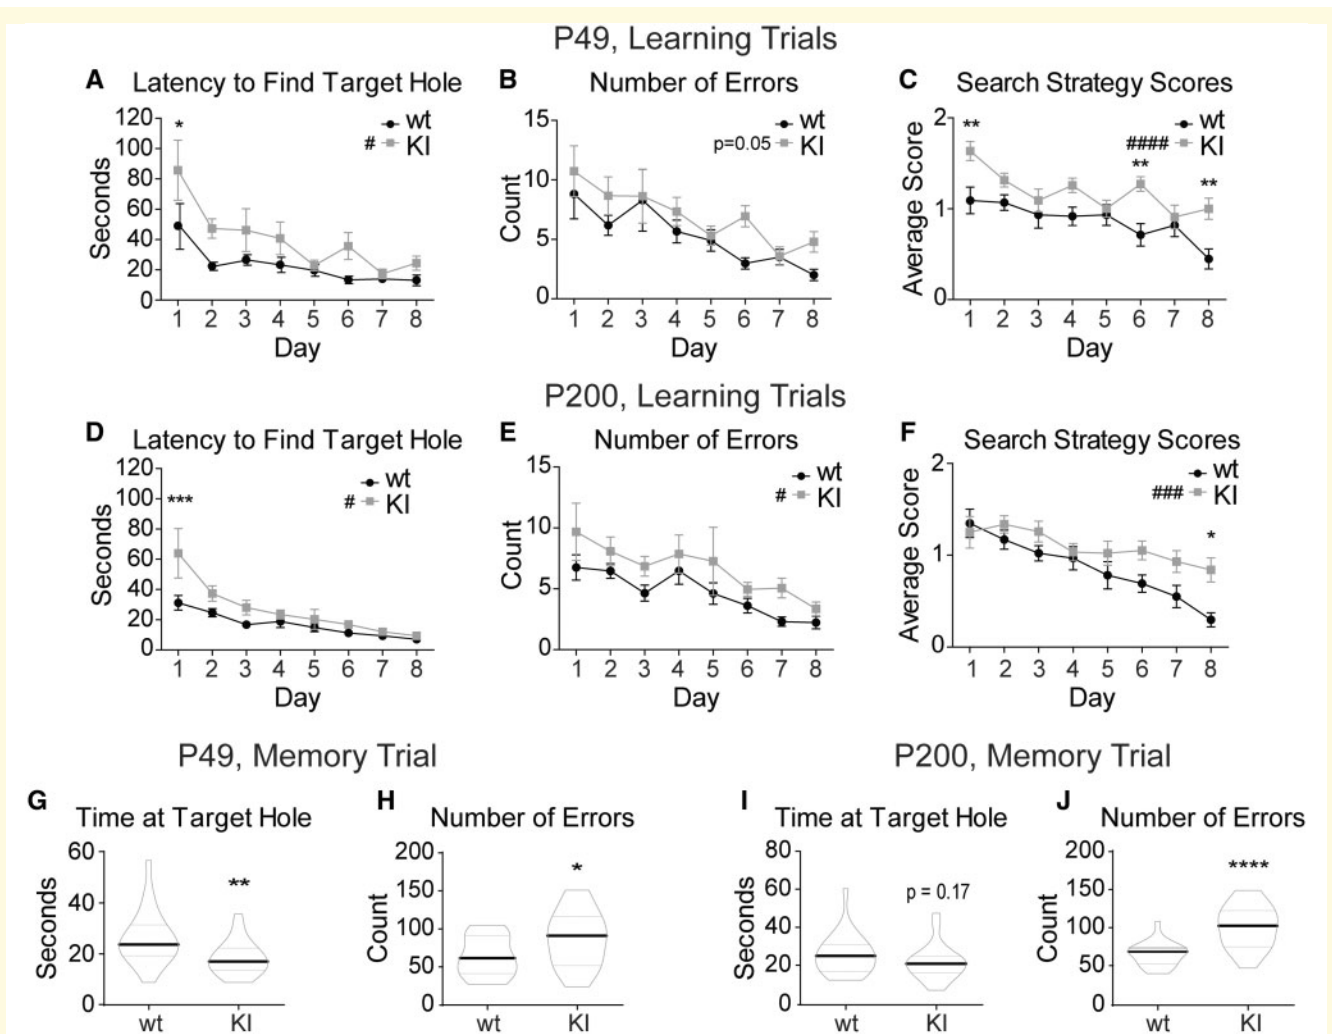 P49, Learning Trials
A Latency to Find Target Hole
120
100
80
60
40
20
0
Seconds
*
wt
# KI
1 2 3 4 5 6 7 8
Day
B Number of Errors
15
10
5
0
Count
wt
p=0.05 KI
1 2 3 4 5 6 7 8
Day
C Search Strategy Scores
2
1
0
Average Score
**
wt
#### KI
**
**
1 2 3 4 5 6 7 8
Day
P200, Learning Trials
D Latency to Find Target Hole
120
100
80
60
40
20
0
Seconds
***
wt
# KI
1 2 3 4 5 6 7 8
Day
E Number of Errors
15
10
5
0
Count
wt
# KI
1 2 3 4 5 6 7 8
Day
F Search Strategy Scores
2
1
0
Average Score
wt
### KI
*
1 2 3 4 5 6 7 8
Day
P49, Memory Trial
G Time at Target Hole
60
40
20
0
Seconds
**
wt KI
H Number of Errors
200
150
100
50
0
Count
*
wt KI
P200, Memory Trial
I Time at Target Hole
80
60
40
20
0
Seconds
p = 0.17
wt KI
J Number of Errors
200
150
100
50
0
Count
****
wt KI